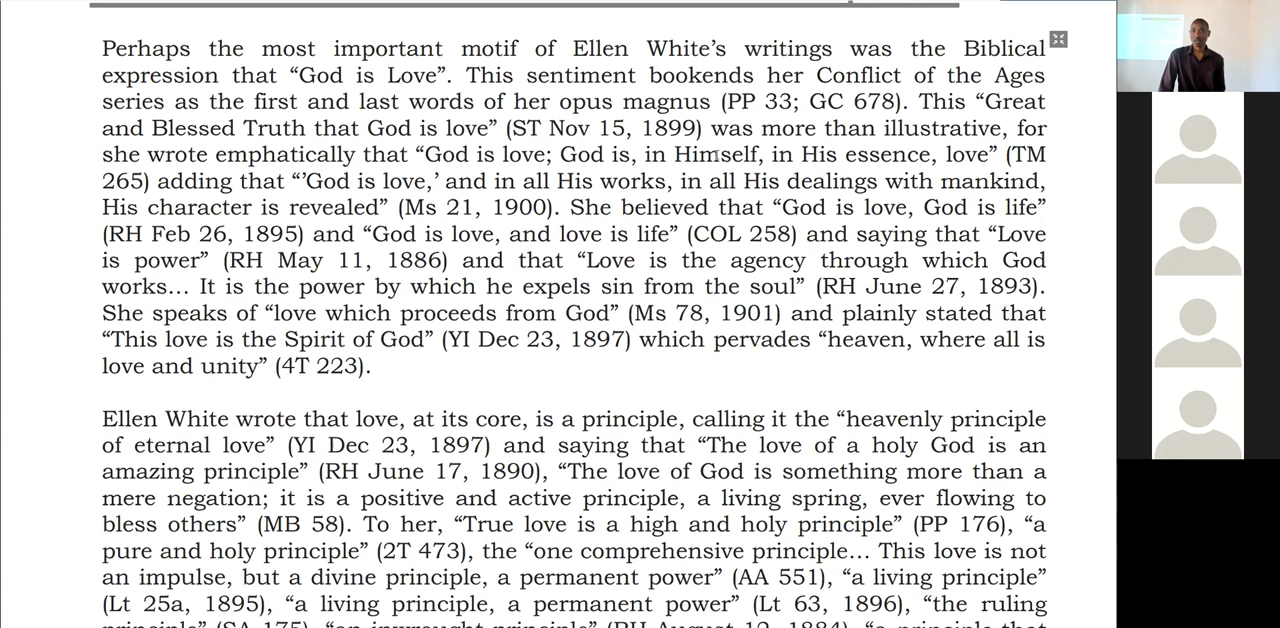 Perhaps the most important motif of Ellen White’s writings was the Biblical
expression that “God is Love”. This sentiment bookends her Conflict of the Ages
series as the first and last words of her opus magnus (PP 33; GC 678). This “Great
and Blessed Truth that God is love” (ST Nov 15, 1899) was more than illustrative, for
she wrote emphatically that “God is love; God is, in Himself, in His essence, love” (TM
265) adding that “’God is love,’ and in all His works, in all His dealings with mankind,
His character is revealed” (Ms 21, 1900). She believed that “God is love, God is life”
(RH Feb 26, 1895) and “God is love, and love is life” (COL 258) and saying that “Love
is power” (RH May 11, 1886) and that “Love is the agency through which God
works… It is the power by which he expels sin from the soul” (RH June 27, 1893).
She speaks of “love which proceeds from God” (Ms 78, 1901) and plainly stated that
“This love is the Spirit of God” (YI Dec 23, 1897) which pervades “heaven, where all is
love and unity” (4T 223).
Ellen White wrote that love, at its core, is a principle, calling it the “heavenly principle
of eternal love” (YI Dec 23, 1897) and saying that “The love of a holy God is an
amazing principle” (RH June 17, 1890), “The love of God is something more than a
mere negation; it is a positive and active principle, a living spring, ever flowing to
bless others” (MB 58). To her, “True love is a high and holy principle” (PP 176), “a
pure and holy principle” (2T 473), the “one comprehensive principle… This love is not
an impulse, but a divine principle, a permanent power” (AA 551), “a living principle”
(Lt 25a, 1895), “a living principle, a permanent power” (Lt 63, 1896), “the ruling
principle” (SA 175), “an inwrought principle” (RH August 12, 1884), “a principle that